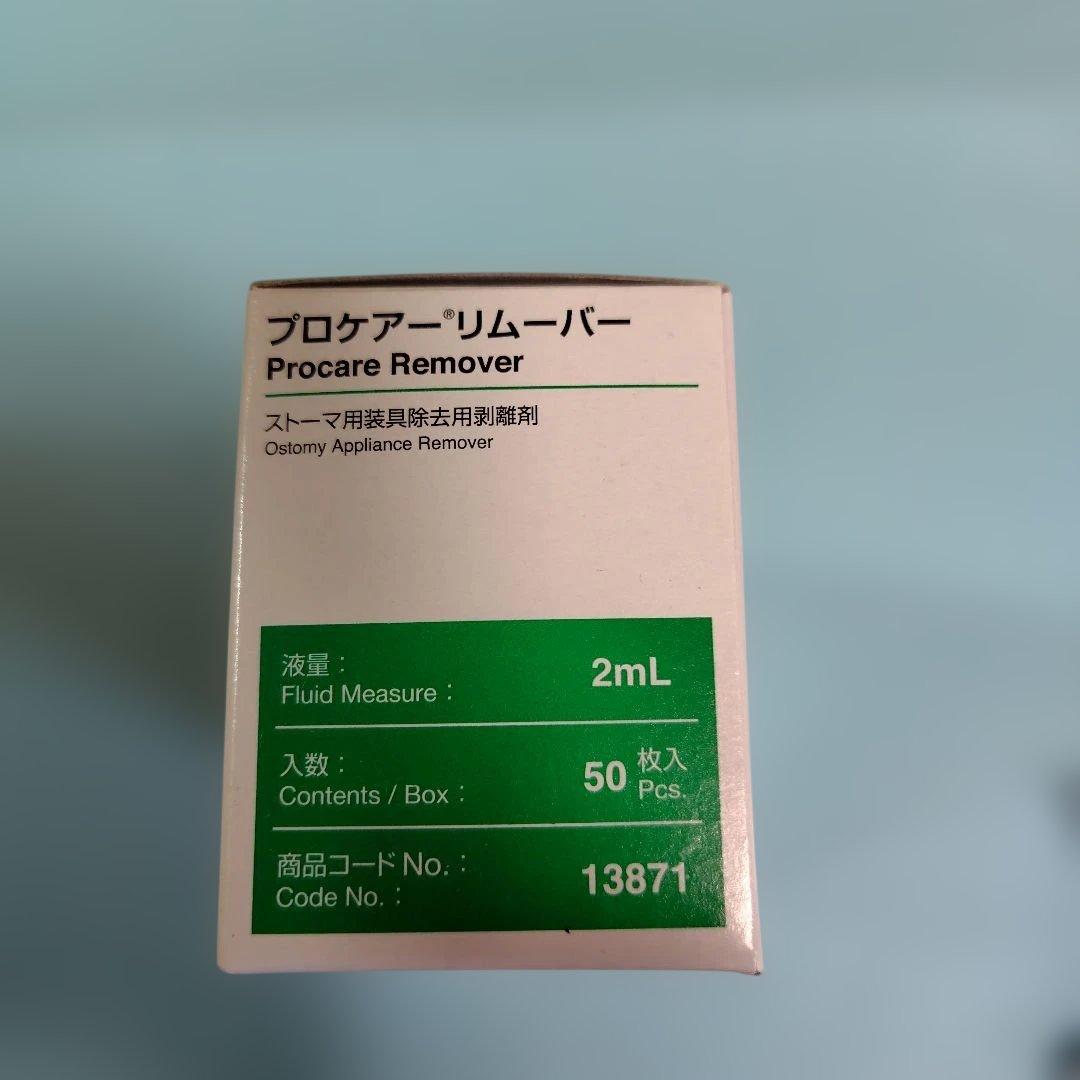 プロケアー®リムーバー
Procare Remover
ストーマ用装具除去用剥離剤
Ostomy Appliance Remover
液量： 2mL
Fluid Measure：
入数： 50 枚入
Contents / Box： Pcs.
商品コード No.： 13871
Code No.：